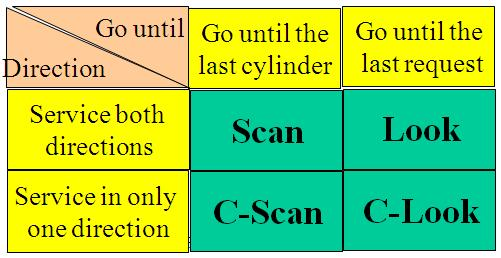 Go until
Direction
Go until the
last cylinder
Go until the
last request
Service both
directions
Scan
Look
Service in only
one direction
C-Scan
C-Look